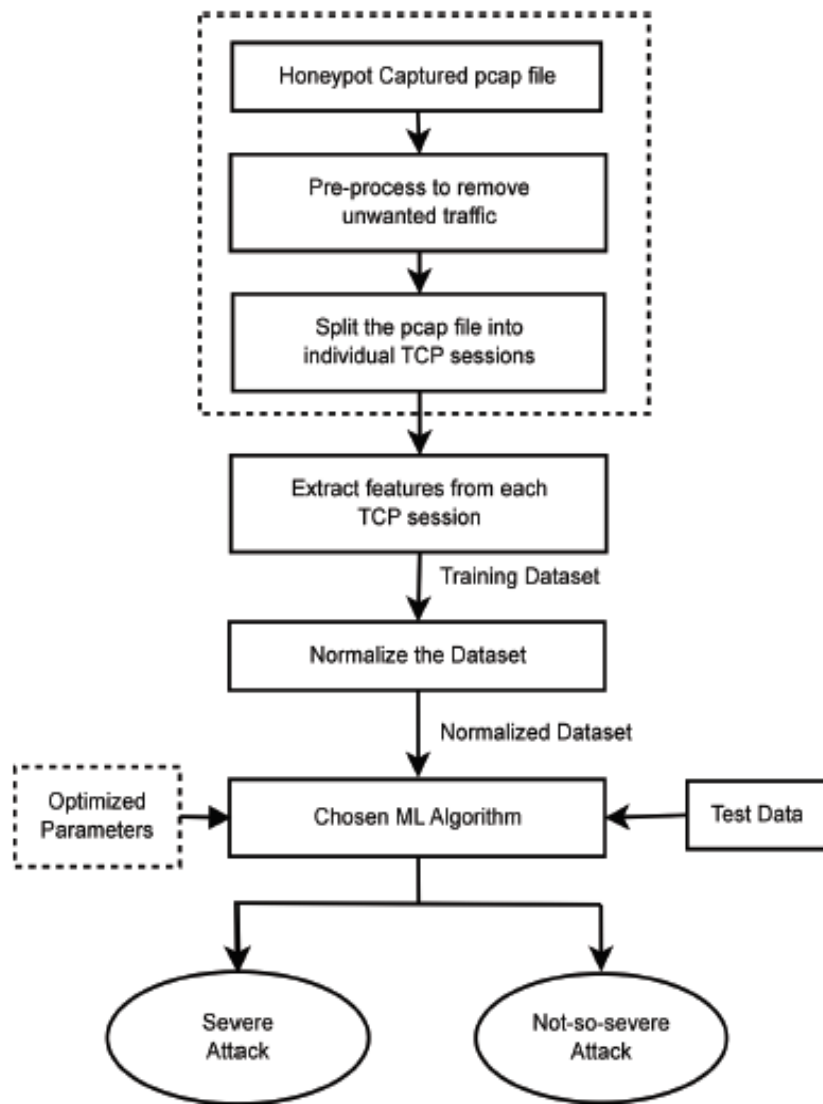 Honeypot Captured pcap file
Pre-process to remove
unwanted traffic
Split the pcap file into
individual TCP sessions
Extract features from each
TCP session
Training Dataset
Normalize the Dataset
Normalized Dataset
Optimized
Parameters
Chosen ML Algorithm
Test Data
Severe
Attack
Not-so-severe
Attack